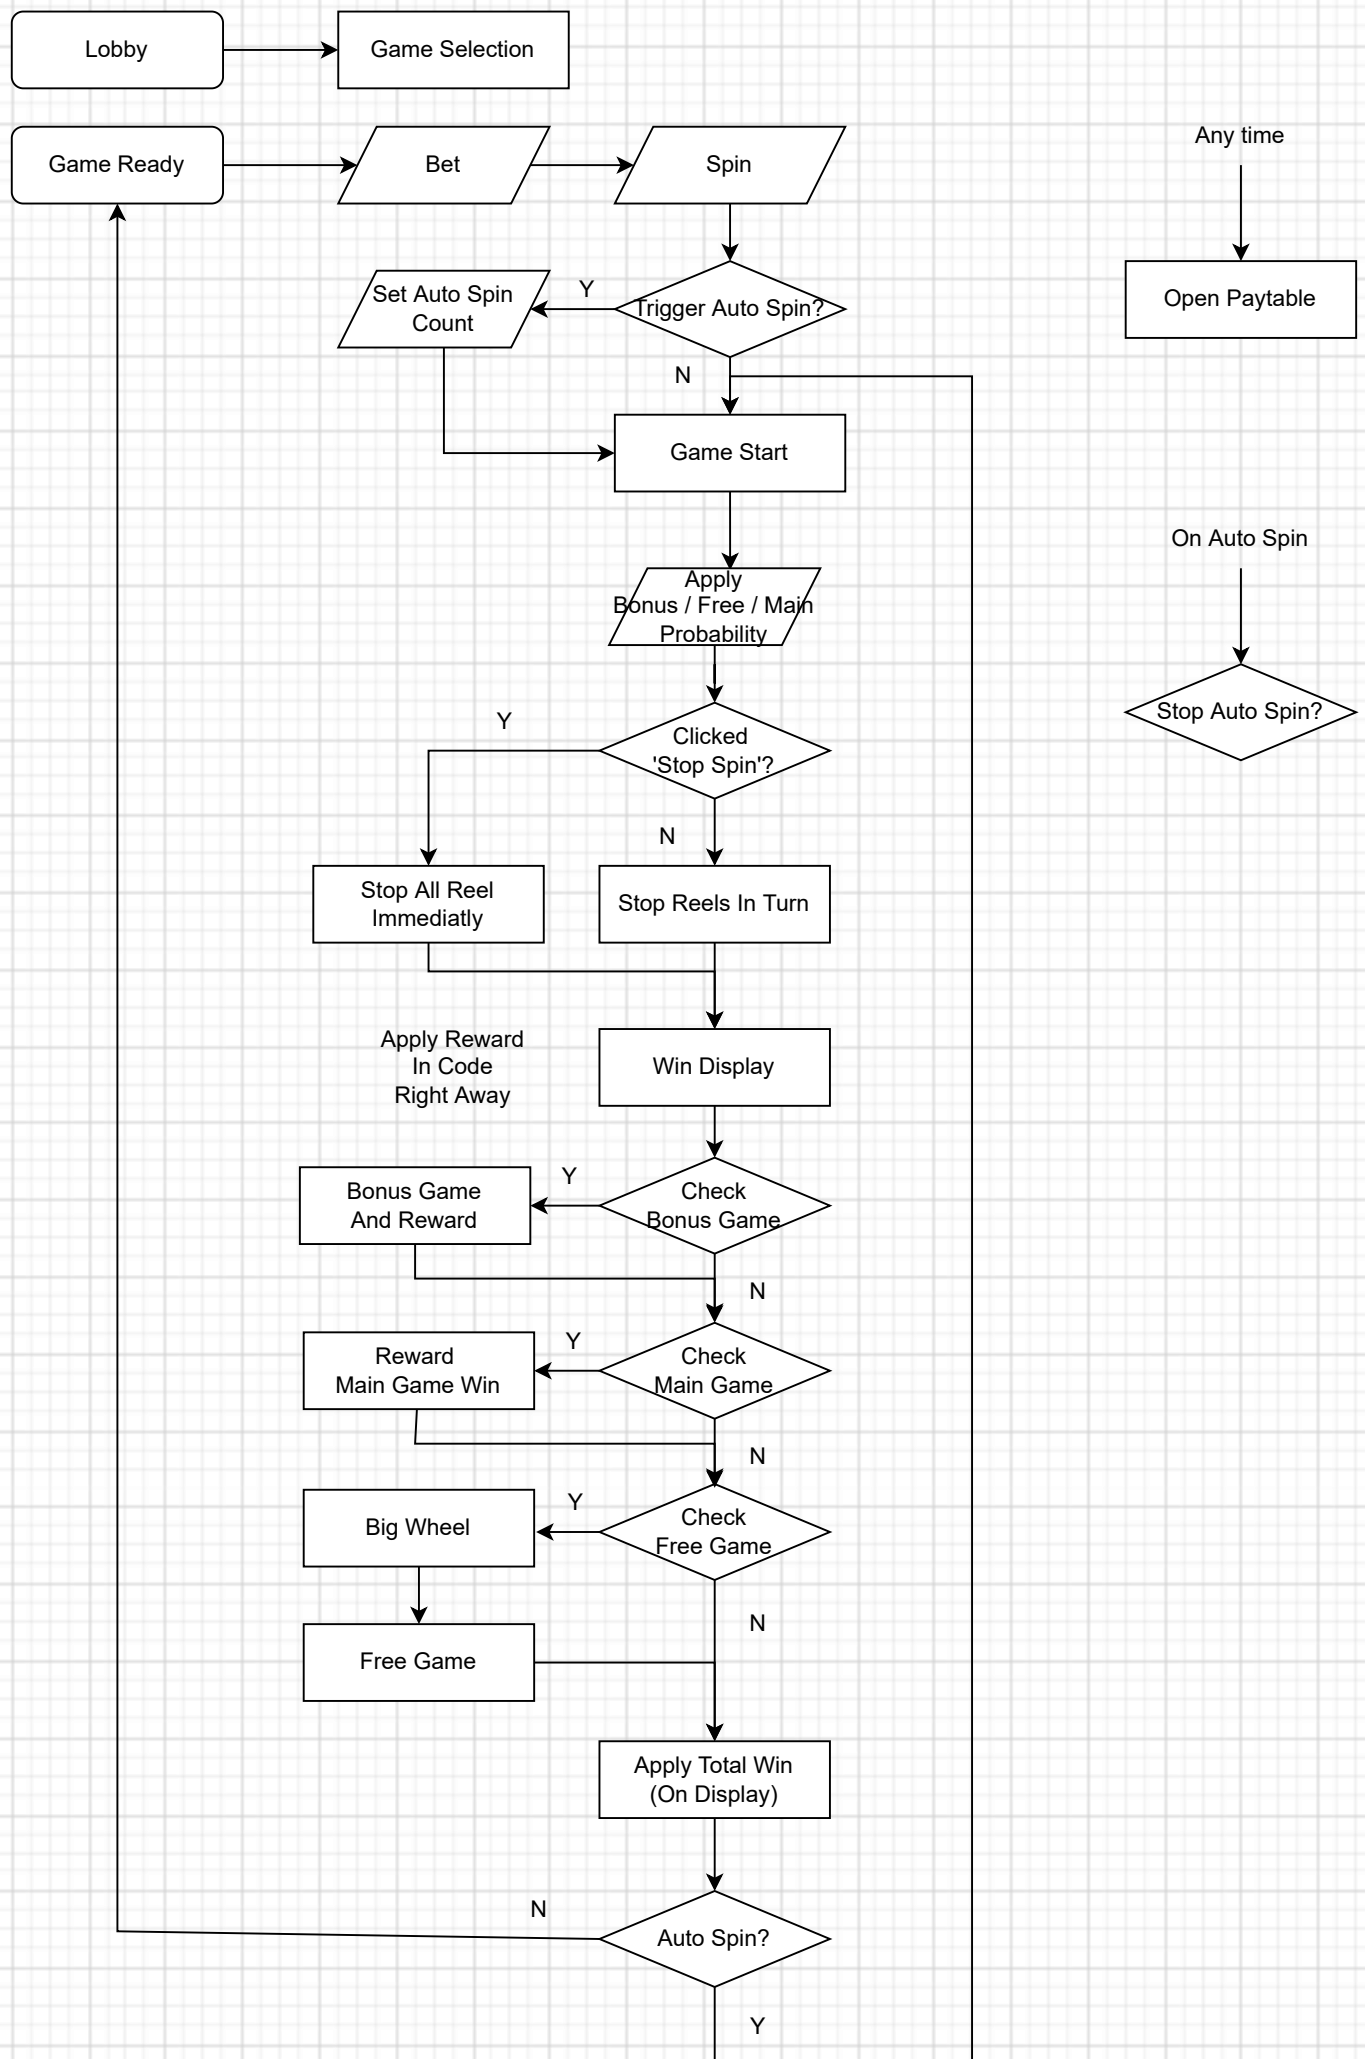 Lobby
Game Selection
Game Ready
Bet
Spin
Any time
Set Auto Spin
Count
Y
Trigger Auto Spin?
Open Paytable
N
Game Start
On Auto Spin
Apply
Bonus / Free / Main
Probability
Stop Auto Spin?
Y
Clicked
'Stop Spin'?
N
Stop All Reel
Immediatly
Stop Reels In Turn
Apply Reward
In Code
Right Away
Win Display
Y
Bonus Game
And Reward
Check
Bonus Game
N
Y
Reward
Main Game Win
Check
Main Game
N
Y
Big Wheel
Check
Free Game
N
Free Game
Apply Total Win
(On Display)
N
Auto Spin?
Y